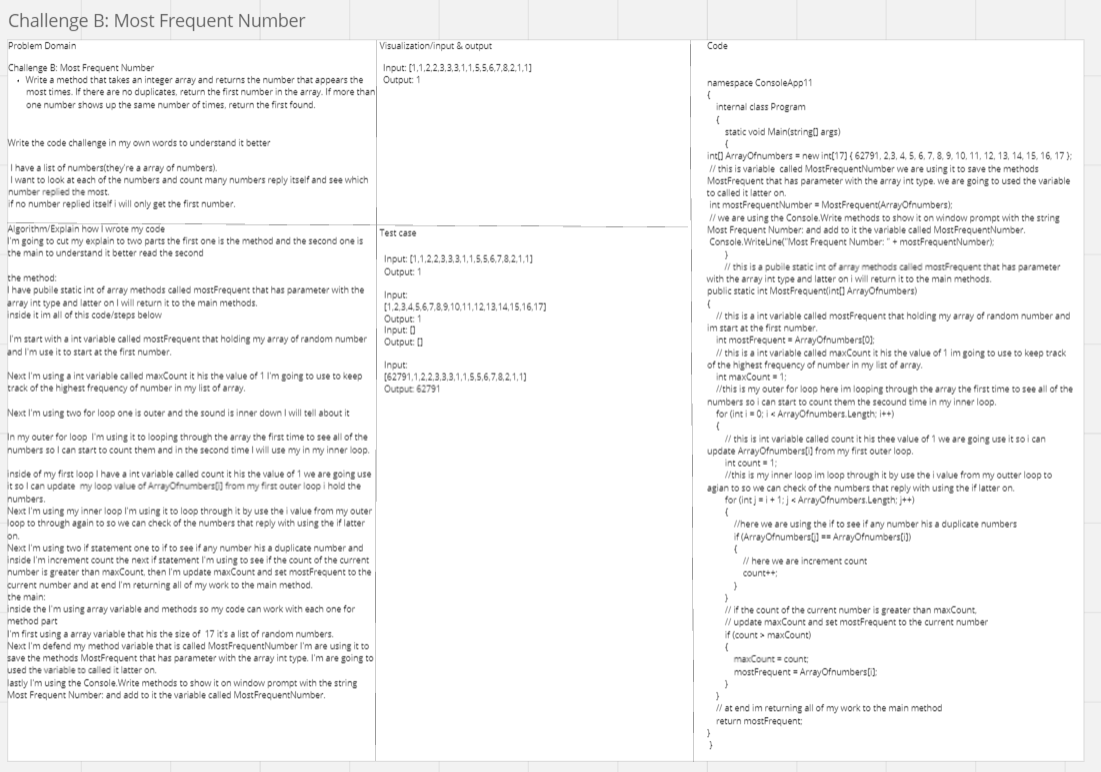 Challenge B: Most Frequent Number
Problem Domain
Challenge B: Most Frequent Number
• Write a method that takes an integer array and returns the number that appears the
most times. If there are no duplicates, return the first number in the array. If more than
one number shows up the same number of times, return the first found.
Write the code challenge in my own words to understand it better
I have a list of numbers(they're a array of numbers).
I want to look at each of the numbers and count many numbers reply itself and see which
number replied the most.
if no number replied itself i will only get the first number.
Algorithm/Explain how I wrote my code
I'm going to cut my explain to two parts the first one is the method and the second one is
the main to understand it better read the second
the method:
I have pubile static int of array methods called mostFrequent that has parameter with the
array int type and latter on I will return it to the main methods.
inside it im all of this code/steps below
I'm start with a int variable called mostFrequent that holding my array of random number
and I'm use it to start at the first number.
Next I'm using a int variable called maxCount it his the value of 1 I'm going to use to keep
track of the highest frequency of number in my list of array.
Next I'm using two for loop one is outer and the sound is inner down I will tell about it
In my outer for loop I'm using it to looping through the array the first time to see all of the
numbers so I can start to count them and in the second time I will use my in my inner loop.
inside of my first loop I have a int variable called count it his the value of 1 we are going use
it so I can update my loop value of ArrayOfnumbers[i] from my first outer loop i hold the
numbers.
Next I'm using my inner loop I'm using it to loop through it by use the i value from my outer
loop to through again to so we can check of the numbers that reply with using the if latter
on.
Next I'm using two if statement one to if to see if any number his a duplicate number and
inside I'm increment count the next if statement I'm using to see if the count of the current
number is greater than maxCount, then I'm update maxCount and set mostFrequent to the
current number and at end I'm returning all of my work to the main method.
the main:
inside the I'm using array variable and methods so my code can work with each one for
method part
I'm first using a array variable that his the size of 17 it's a list of random numbers.
Next I'm defend my method variable that is called MostFrequentNumber I'm are using it to
save the methods MostFrequent that has parameter with the array int type. I'm are going to
used the variable to called it latter on.
lastly I'm using the Console.Write methods to show it on window prompt with the string
Most Frequent Number: and add to it the variable called MostFrequentNumber.
Visualization/input & output
Input: [1,1,2,2,3,3,3,1,1,5,5,6,7,8,2,1,1]
Output: 1
Test case
Input: [1,1,2,2,3,3,3,1,1,5,5,6,7,8,2,1,1]
Output: 1
Input:
[1,2,3,4,5,6,7,8,9,10,11,12,13,14,15,16,17]
Output: 1
Input: []
Output: []
Input:
[62791,1,2,2,3,3,3,1,1,5,5,6,7,8,2,1,1]
Output: 62791
Code
namespace ConsoleApp11
{
internal class Program
{
static void Main(string[] args)
{
int[] ArrayOfnumbers = new int[17] { 62791, 2,3, 4, 5, 6, 7, 8, 9, 10, 11, 12, 13, 14, 15, 16, 17 };
// this is variable called MostFrequentNumber we are using it to save the methods
MostFrequent that has parameter with the array int type. we are going to used the variable
to called it latter on.
int mostFrequentNumber = MostFrequent(ArrayOfnumbers);
// we are using the Console.Write methods to show it on window prompt with the string
Most Frequent Number: and add to it the variable called MostFrequentNumber.
Console.WriteLine("Most Frequent Number: " + mostFrequentNumber);
}
// this is a pubile static int of array methods called mostFrequent that has parameter
with the array int type and latter on i will return it to the main methods.
public static int MostFrequent(int[] ArrayOfnumbers)
{
// this is a int variable called mostFrequent that holding my array of random number and
im start at the first number.
int mostFrequent = ArrayOfnumbers[0];
// this is a int variable called maxCount it his the value of 1 im going to use to keep track
of the highest frequency of number in my list of array.
int maxCount = 1;
//this is my outer for loop here im looping through the array the first time to see all of the
numbers so i can start to count them the secound time in my inner loop.
for (int i = 0; i < ArrayOfnumbers.Length; i++)
{
// this is int variable called count it his thee value of 1 we are going use it so i can
update ArrayOfnumbers[i] from my first outer loop.
int count = 1;
//this is my inner loop im loop through it by use the i value from my outter loop to
agian to so we can check of the numbers that reply with using the if latter on.
for (int j = i + 1; j < ArrayOfnumbers.Length; j++)
{
//here we are using the if to see if any number his a duplicate numbers
if (ArrayOfnumbers[j] == ArrayOfnumbers[i])
{
// here we are increment count
count++;
}
}
// if the count of the current number is greater than maxCount,
// update maxCount and set mostFrequent to the current number
if (count > maxCount)
{
maxCount = count;
mostFrequent = ArrayOfnumbers[i];
}
}
// at end im returning all of my work to the main method
return mostFrequent;
}
}